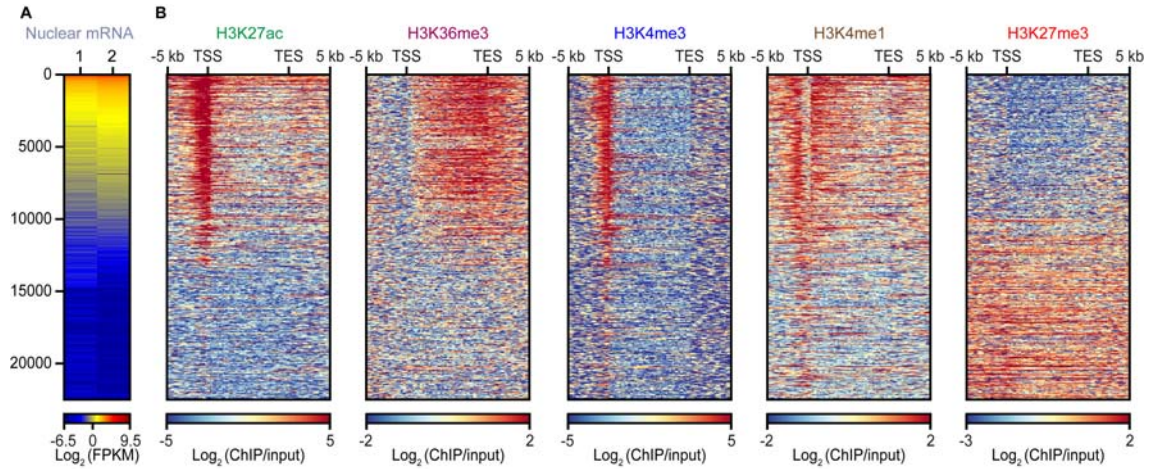 A B
Nuclear mRNA H3K27ac H3K36me3 H3K4me3 H3K4me1 H3K27me3
1 2 -5 kb TSS TES 5 kb -5 kb TSS TES 5 kb -5 kb TSS TES 5 kb -5 kb TSS TES 5 kb -5 kb TSS TES 5 kb
0
5000
10000
15000
20000
-6.5 0 9.5 -5 5 -2 2 -5 5 -2 2 -3 2
Log2 (FPKM) Log2 (ChIP/input) Log2 (ChIP/input) Log2 (ChIP/input) Log2 (ChIP/input) Log2 (ChIP/input)